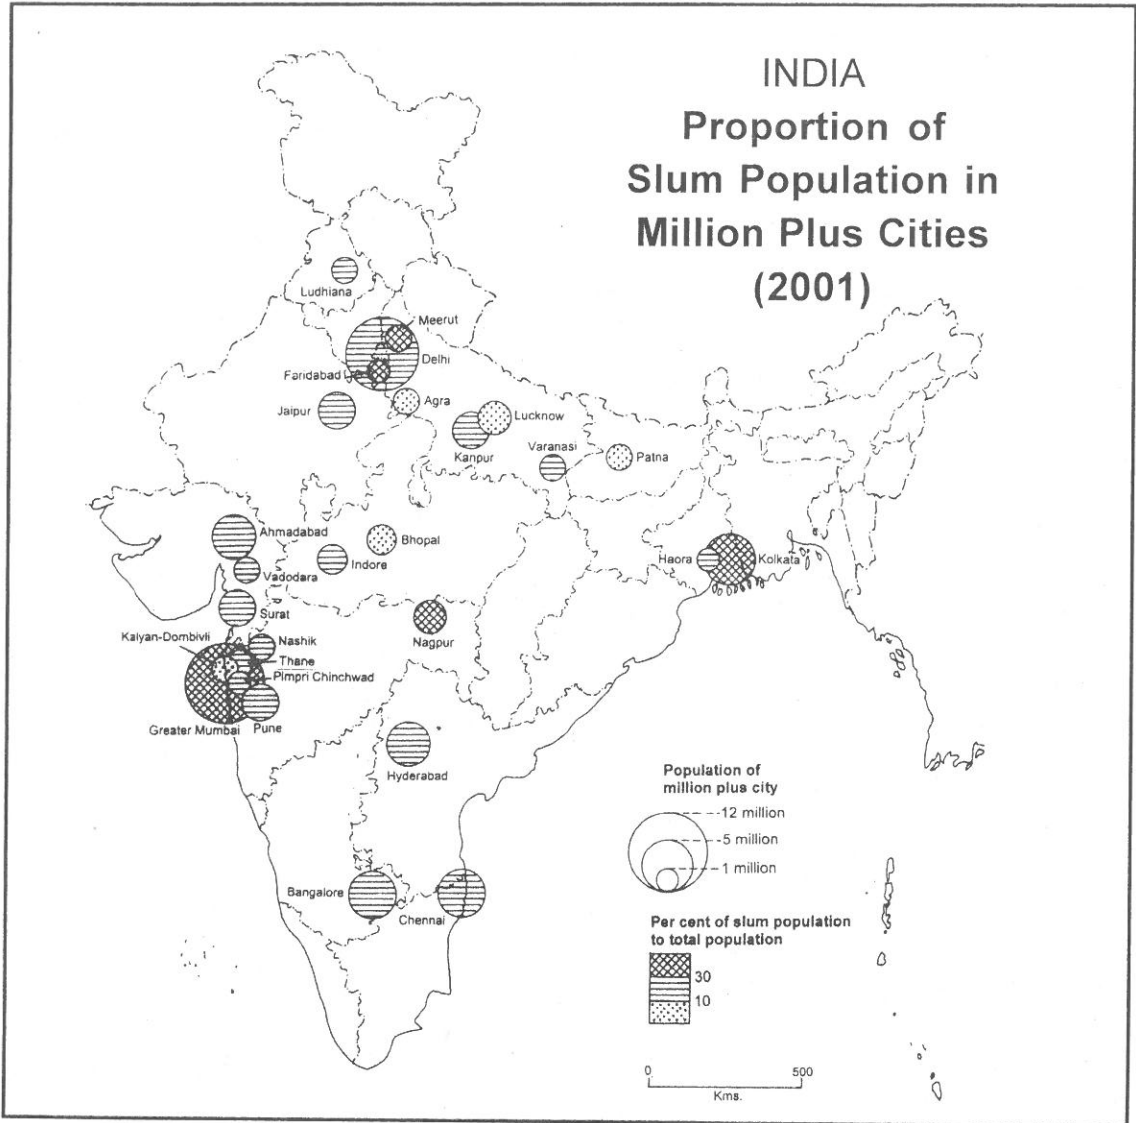 INDIA
Proportion of
Slum Population in
Million Plus Cities
(2001)
Ludhiana
Meerut
Delhi
Faridabad
Agra
Jaipur
Lucknow
Kanpur
Varanasi
Patna
Ahmadabad
Bhopal
Indore
Vadodara
Haora
Kolkata
Surat
Nagpur
Kalyan-Dombivli
Nashik
Thane
Pimpri Chinchwad
Greater Mumbai
Pune
Hyderabad
Bangalore
Chennai
Population of
million plus city
12 million
5 million
1 million
Per cent of slum population
to total population
30
10
0 500
Kms.